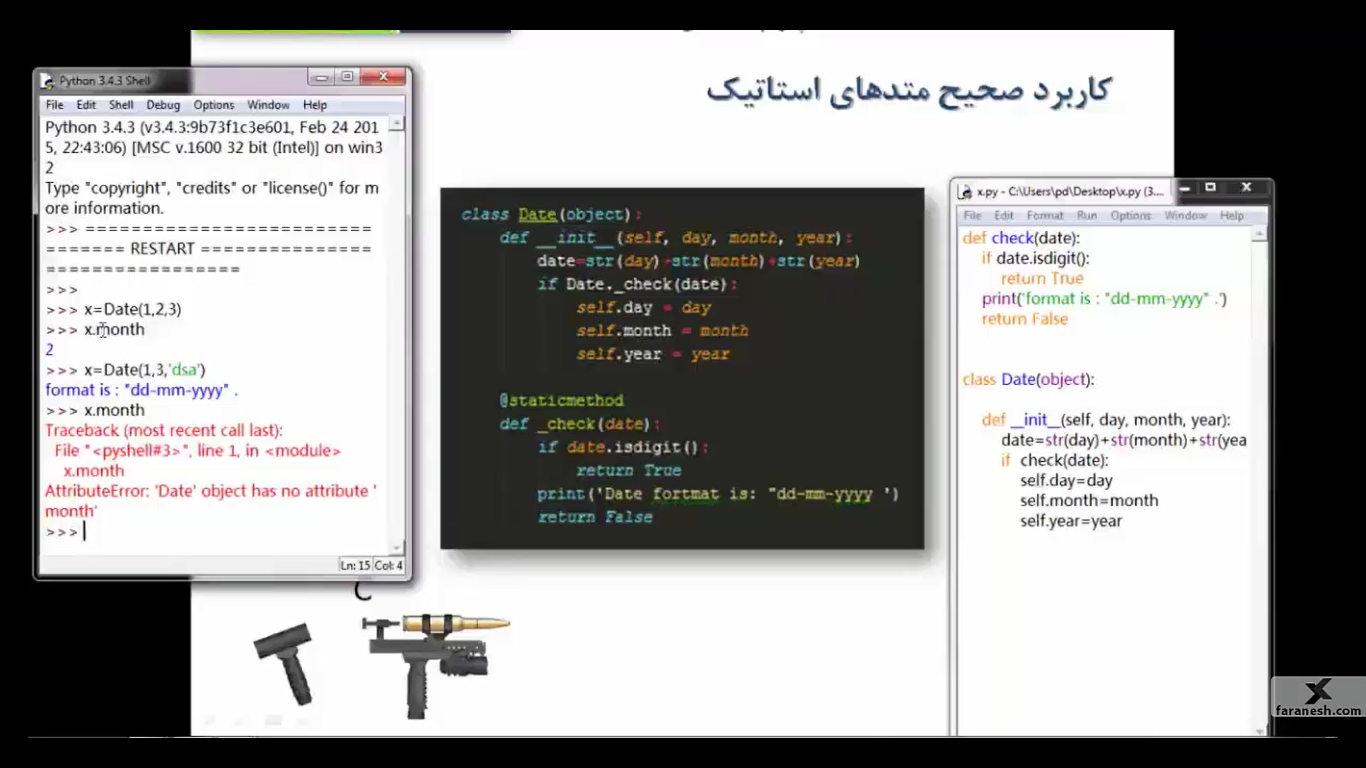 کاربرد صحیح متدهای استاتیک
Python 3.4.3 Shell
File Edit Shell Debug Options Window Help
Python 3.4.3 (v3.4.3:9b73f1c3e601, Feb 24 201
5, 22:43:06) [MSC v.1600 32 bit (Intel)] on win3
2
Type "copyright", "credits" or "license()" for m
ore information.
>>> ==========================
======= RESTART ===============
=================
>>>
>>> x=Date(1,2,3)
>>> x.month
2
>>> x=Date(1,3,'dsa')
format is : "dd-mm-yyyy" .
>>> x.month
Traceback (most recent call last):
File "<pyshell#3>", line 1, in <module>
x.month
AttributeError: 'Date' object has no attribute '
month'
>>>
Ln: 15 Col: 4
class Date(object):
def __init__(self, day, month, year):
date=str(day)+str(month)+str(year)
if Date._check(date):
self.day = day
self.month = month
self.year = year
@staticmethod
def _check(date):
if date.isdigit():
return True
print('Date fortmat is: "dd-mm-yyyy ')
return False
x.py - C:\Users\pd\Desktop\x.py (3....
File Edit Format Run Options Window Help
def check(date):
if date.isdigit():
return True
print('format is : "dd-mm-yyyy" .')
return False
class Date(object):
def __init__(self, day, month, year):
date=str(day)+str(month)+str(yea
if check(date):
self.day=day
self.month=month
self.year=year
C
faranesh.com